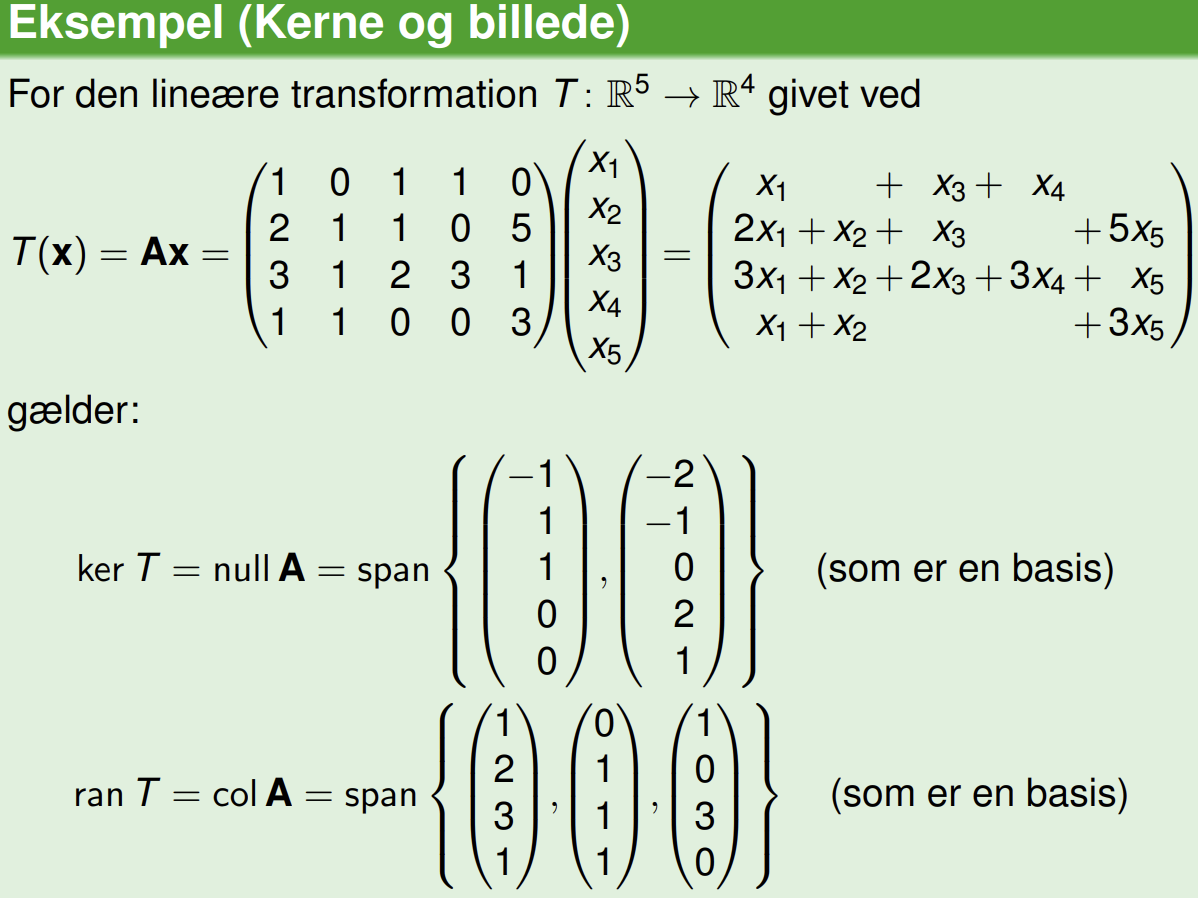 Eksempel (Kerne og billede)
For den lineære transformation T: ℝ⁵ → ℝ⁴ givet ved
T(x) = Ax = (1 0 1 1 0; 2 1 1 0 5; 3 1 2 3 1; 1 1 0 0 3) (x₁; x₂; x₃; x₄; x₅) = (x₁ + x₃ + x₄; 2x₁ + x₂ + x₃ + 5x₅; 3x₁ + x₂ + 2x₃ + 3x₄ + x₅; x₁ + x₂ + 3x₅)
gælder:
ker T = null A = span { (−1; 1; 1; 0; 0), (−2; −1; 0; 2; 1) } (som er en basis)
ran T = col A = span { (1; 2; 3; 1), (0; 1; 1; 1), (1; 0; 3; 0) } (som er en basis)